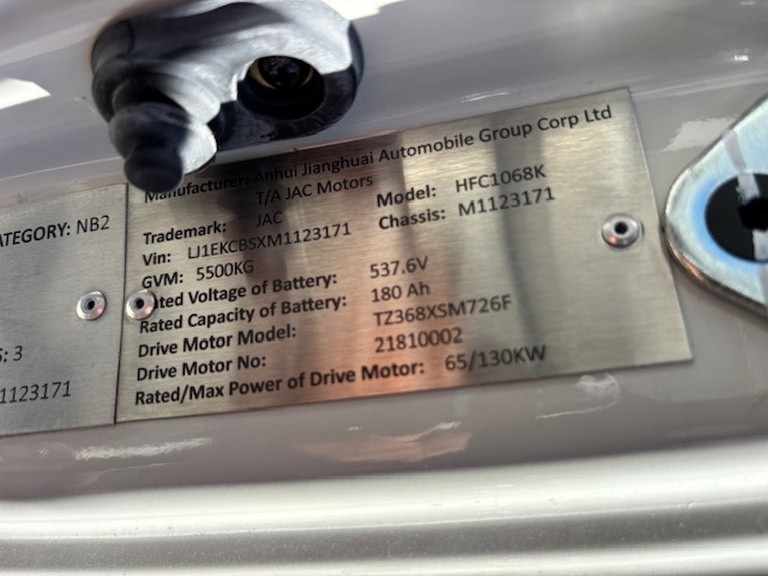 ATEGORY: NB2
S: 3
1123171
Manufacturer: Anhui Jianghuai Automobile Group Corp Ltd
T/A JAC Motors
Trademark: JAC Model: HFC1068K
Vin: LJ1EKCBSXM1123171 Chassis: M1123171
GVM: 5500KG
ted Voltage of Battery: 537.6V
Rated Capacity of Battery: 180 Ah
Drive Motor Model: TZ368XSM726F
Drive Motor No: 21810002
Rated/Max Power of Drive Motor: 65/130KW